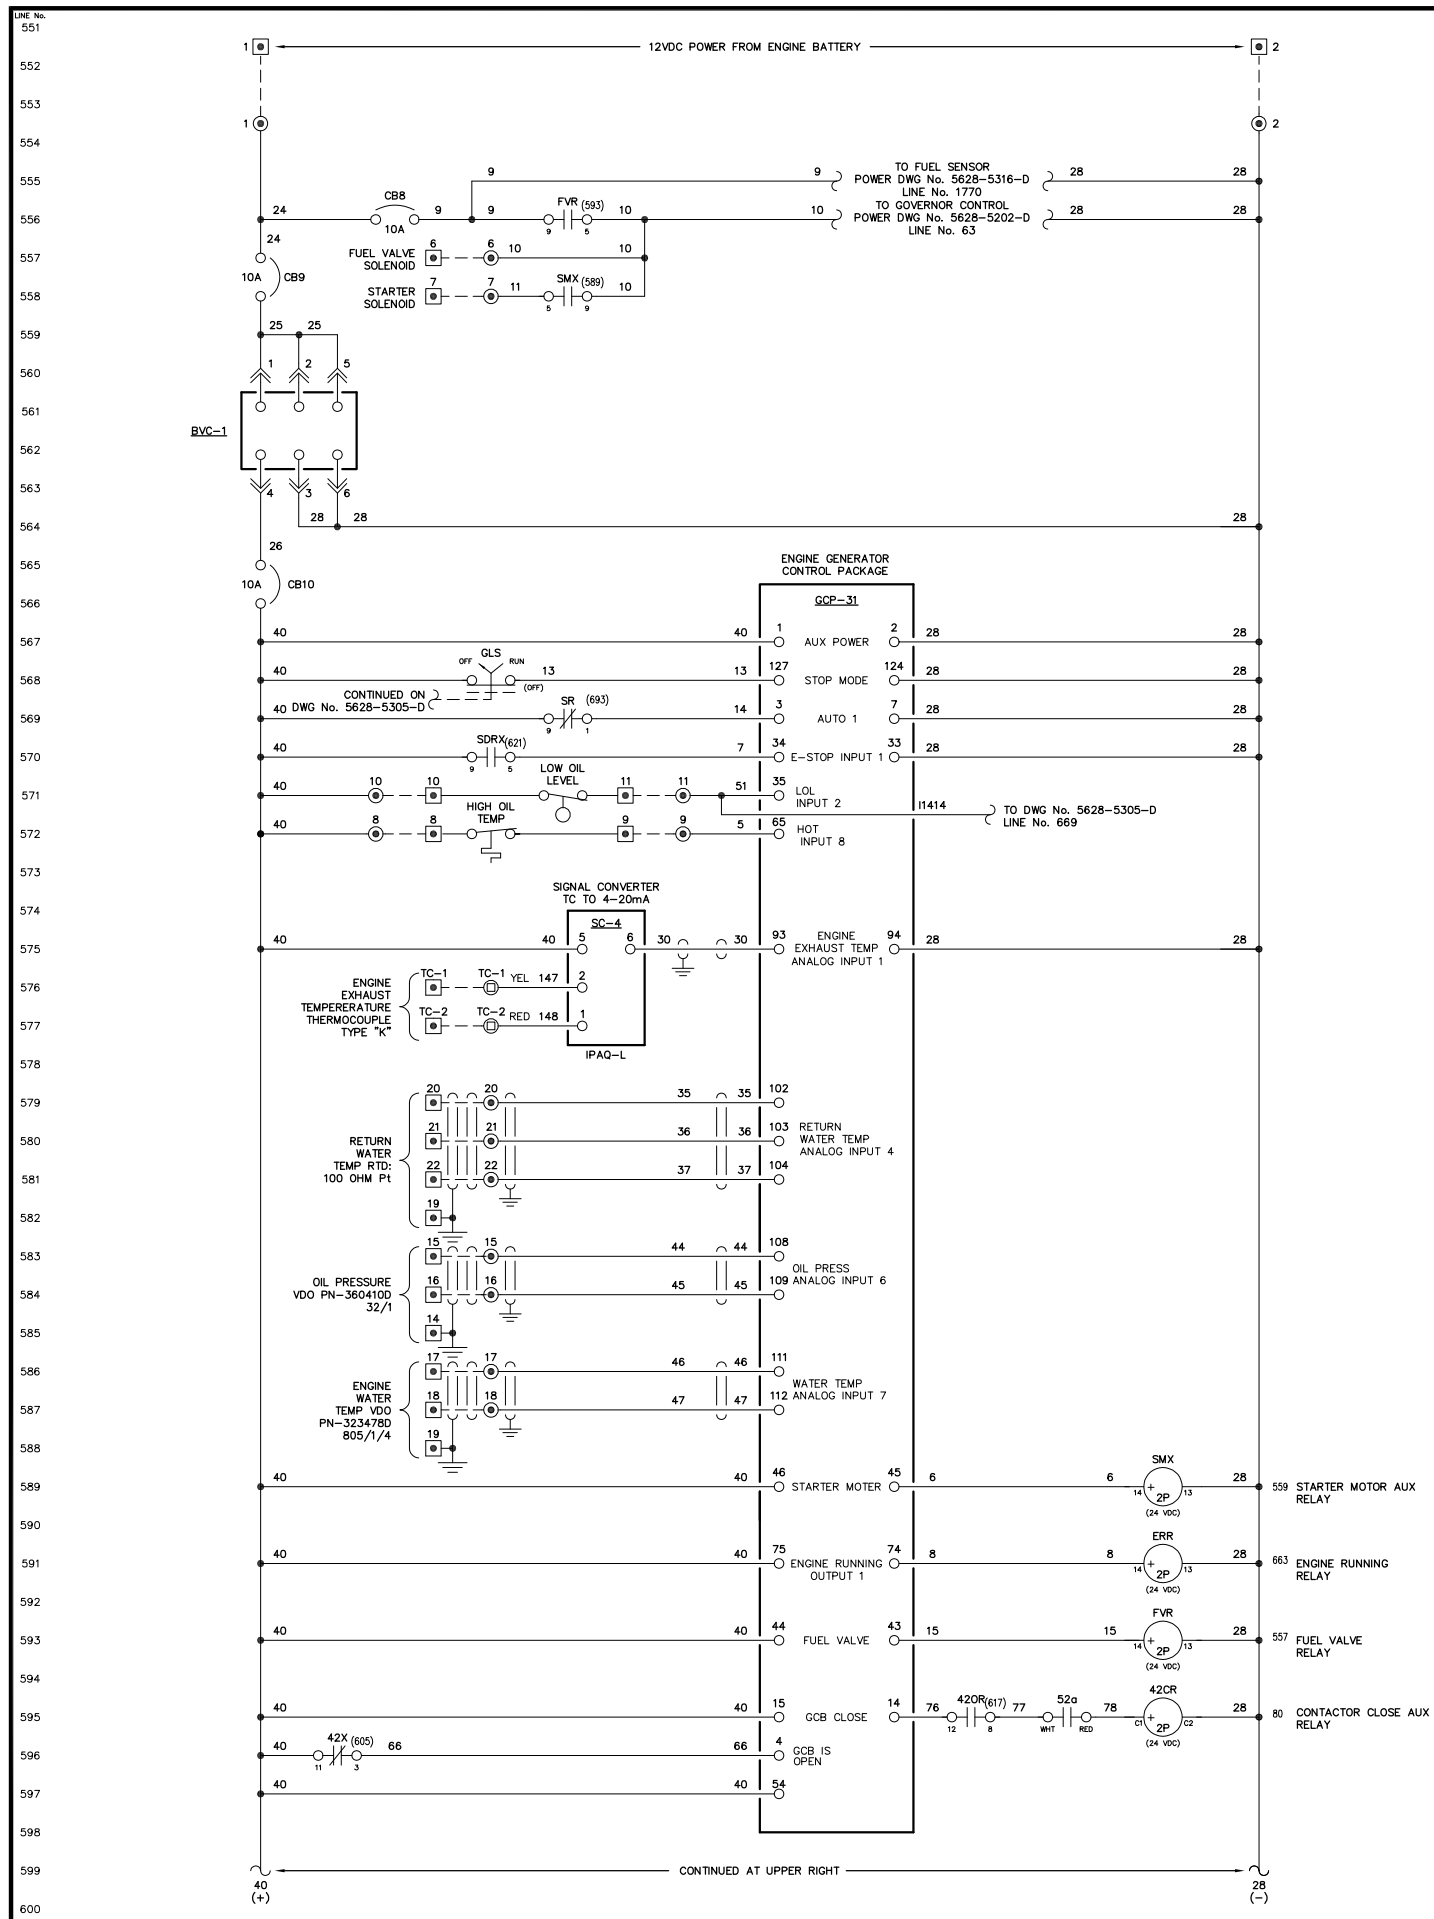 LINE No.
551
1 12VDC POWER FROM ENGINE BATTERY 2
552
553
1 2
554
TO FUEL SENSOR
9 9 28 28
555 POWER DWG No. 5628-5316-D
LINE No. 1770
CB8
TO GOVERNOR CONTROL
24 9 9 FVR (593) 10 10 28 28
556 POWER DWG No. 5628-5202-D
10A 9 5
LINE No. 63
24
557 FUEL VALVE SOLENOID 6 6 10 10
10A CB9
558 STARTER SOLENOID 7 7 11 SMX (589) 10
5 9
559 25 25
560 1 2 5
561
BVC-1
562
563 4 3 6
564 28 28 28
26
565
ENGINE GENERATOR
CONTROL PACKAGE
10A CB10
566 GCP-31
567 40 40 1 AUX POWER 2 28 28
GLS
OFF RUN
568 40 13 13 127 STOP MODE 124 28 28
(OFF)
CONTINUED ON
DWG No. 5628-5305-D
569 40 SR (693) 14 3 AUTO 1 7 28 28
9 1
570 40 SDRX (621) 7 34 E-STOP INPUT 1 33 28 28
9 5
LOW OIL
LEVEL
571 40 10 10 11 11 51 35 LOL
INPUT 2
I1414 TO DWG No. 5628-5305-D
LINE No. 669
HIGH OIL
TEMP
572 40 8 8 9 9 5 65 HOT
INPUT 8
573
SIGNAL CONVERTER
TC TO 4-20mA
574
SC-4
575 40 40 5 6 30 30 93 ENGINE
EXHAUST TEMP
ANALOG INPUT 1
94 28 28
ENGINE
EXHAUST
TEMPERERATURE
THERMOCOUPLE
TYPE "K"
576 TC-1 TC-1 YEL 147 2
577 TC-2 TC-2 RED 148 1
IPAQ-L
578
579 20 20 35 35 102
580 21 21 36 36 103
RETURN
WATER TEMP
ANALOG INPUT 4
RETURN
WATER
TEMP RTD:
100 OHM Pt
581 22 22 37 37 104
582 19
583 15 15 44 44 108
OIL PRESS
ANALOG INPUT 6
OIL PRESSURE
VDO PN-360410D
32/1
584 16 16 45 45 109
585 14
586 17 17 46 46 111
WATER TEMP
ANALOG INPUT 7
ENGINE
WATER
TEMP VDO
PN-323478D
805/1/4
587 18 18 47 47 112
588 19
SMX
589 40 40 46 STARTER MOTER 45 6 6 14 + 2P 13 28 559 STARTER MOTOR AUX
RELAY
(24 VDC)
590
ERR
591 40 40 75 ENGINE RUNNING 74 8 8 14 + 2P 13 28 663 ENGINE RUNNING
OUTPUT 1
RELAY
(24 VDC)
592
FVR
593 40 40 44 FUEL VALVE 43 15 15 14 + 2P 13 28 557 FUEL VALVE
RELAY
(24 VDC)
594
42CR
595 40 40 15 GCB CLOSE 14 76 42OR (617) 77 52a 78 C1 + 2P C2 28 80 CONTACTOR CLOSE AUX
RELAY
12 8 WHT RED (24 VDC)
596 40 42X (605) 66 66 4 GCB IS
OPEN
11 3
597 40 40 54
598
599 CONTINUED AT UPPER RIGHT
40 28
(+) (-)
600